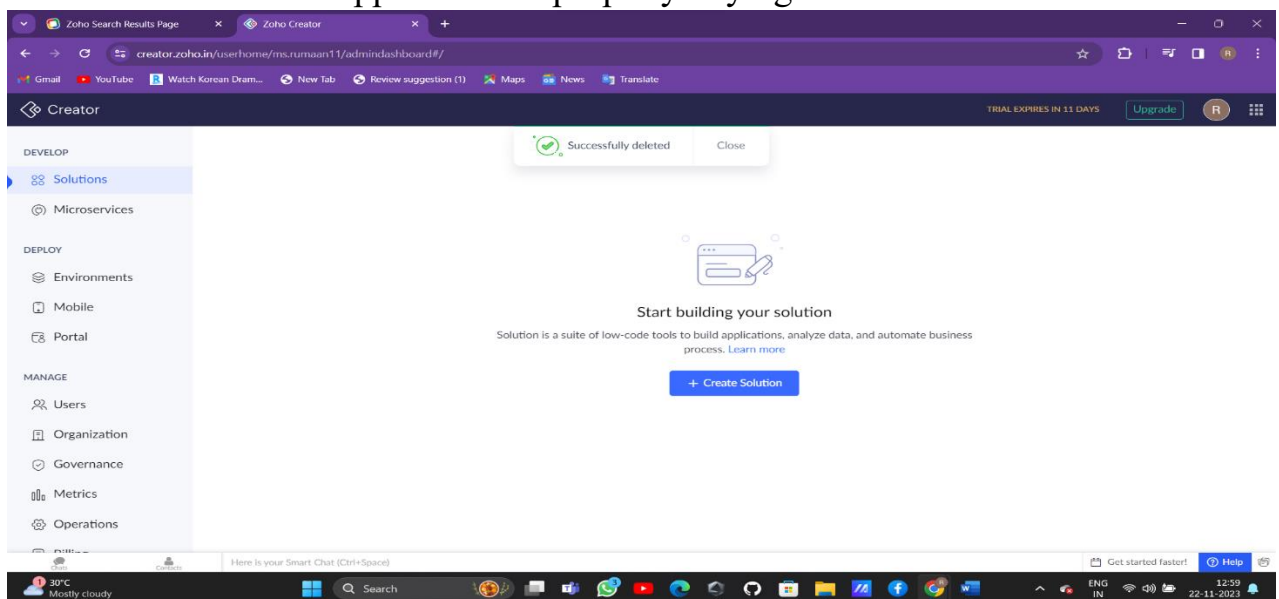 Zoho Search Results Page
Zoho Creator
creator.zoho.in/userhome/ms.rumaan11/admindashboard#/
Gmail YouTube Watch Korean Dram... New Tab Review suggestion (1) Maps News Translate
Creator
TRIAL EXPIRES IN 11 DAYS Upgrade R
DEVELOP
Successfully deleted Close
Solutions
Microservices
DEPLOY
Environments
Mobile
Start building your solution
Portal
Solution is a suite of low-code tools to build applications, analyze data, and automate business
process. Learn more
MANAGE
+ Create Solution
Users
Organization
Governance
Metrics
Operations
Chats Contacts Here is your Smart Chat (Ctrl+Space) Get started faster! Help
1 30°C
Mostly cloudy
Search
ENG
IN
12:59
22-11-2023